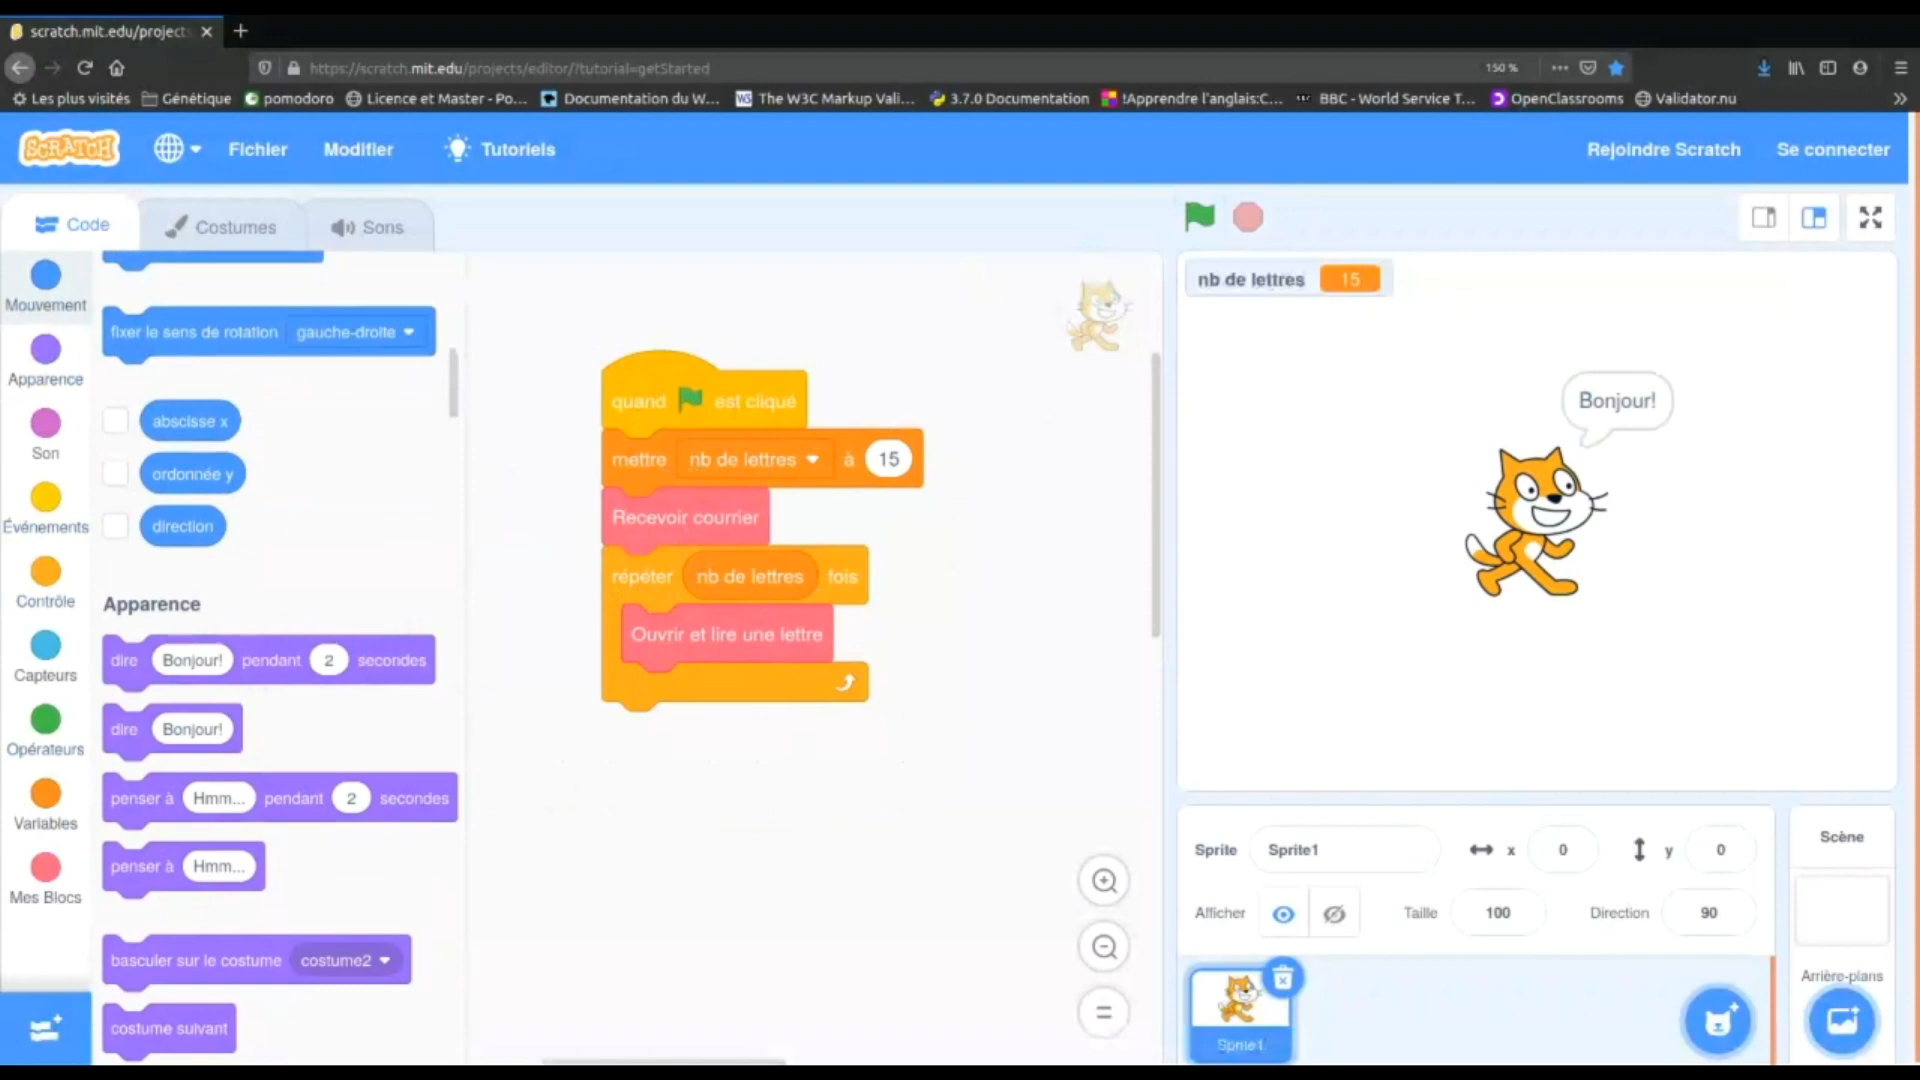 scratch.mit.edu/project
https://scratch.mit.edu/projects/editor/?tutorial=getStarted
150 %
Les plus visités
Génétique
pomodoro
Licence et Master - Po...
Documentation du W...
The W3C Markup Vali...
3.7.0 Documentation
!Apprendre l'anglais:C...
BBC - World Service T...
OpenClassrooms
Validator.nu
SCRATCH
Fichier
Modifier
Tutoriels
Rejoindre Scratch
Se connecter
Code
Costumes
Sons
Mouvement
Apparence
Son
Événements
Contrôle
Capteurs
Opérateurs
Variables
Mes Blocs
fixer le sens de rotation gauche-droite
abscisse x
ordonnée y
direction
Apparence
dire Bonjour! pendant 2 secondes
dire Bonjour!
penser à Hmm... pendant 2 secondes
penser à Hmm...
basculer sur le costume costume2
costume suivant
quand est cliqué
mettre nb de lettres à 15
Recevoir courrier
répéter nb de lettres fois
Ouvrir et lire une lettre
nb de lettres 15
Bonjour!
Sprite Sprite1 x 0 y 0
Afficher Taille 100 Direction 90
Sprite1
Scène
Arrière-plans